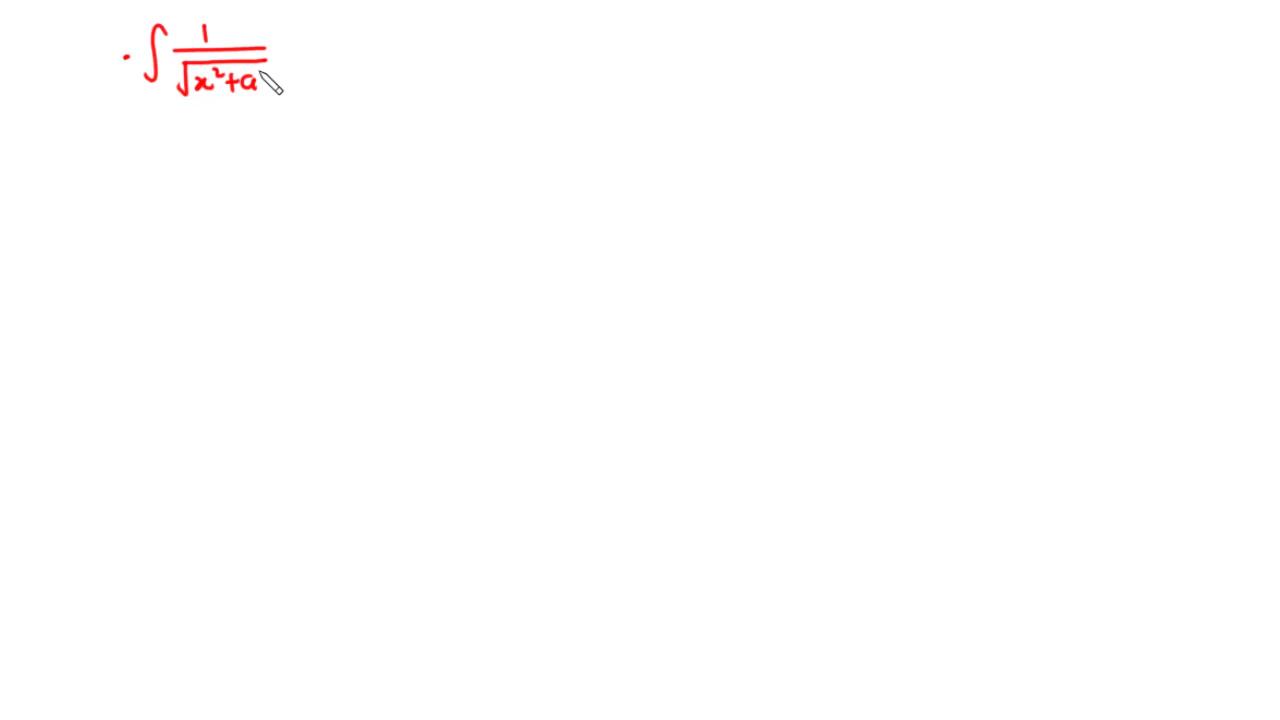 · ∫ 1/√(x²+a